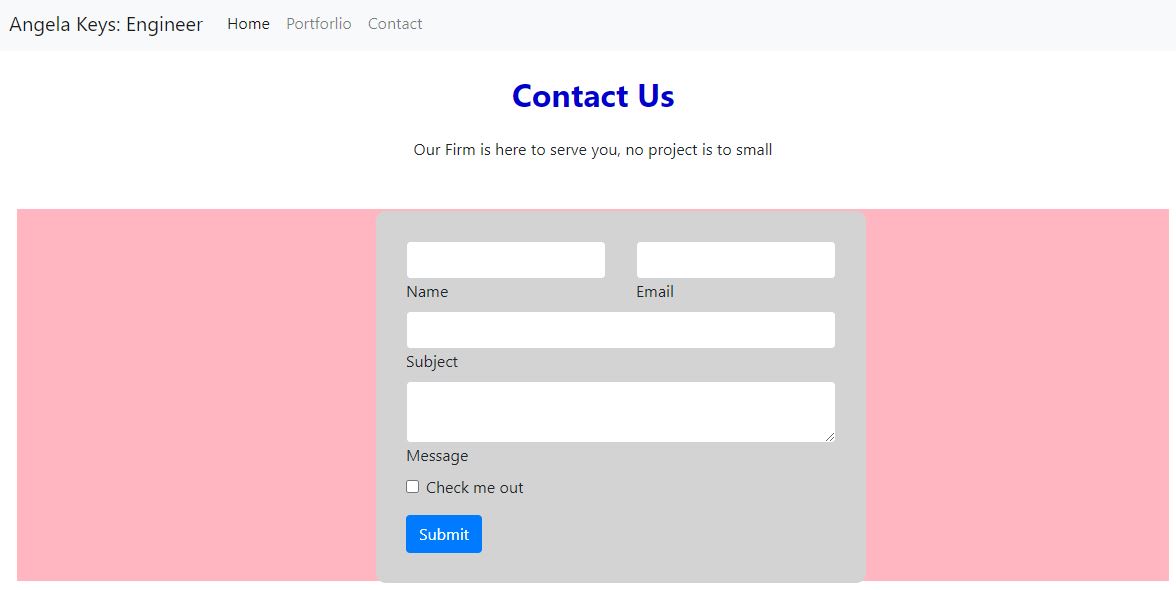 Angela Keys: Engineer Home Portforlio Contact
Contact Us
Our Firm is here to serve you, no project is to small
Name Email
Subject
Message
Check me out
Submit